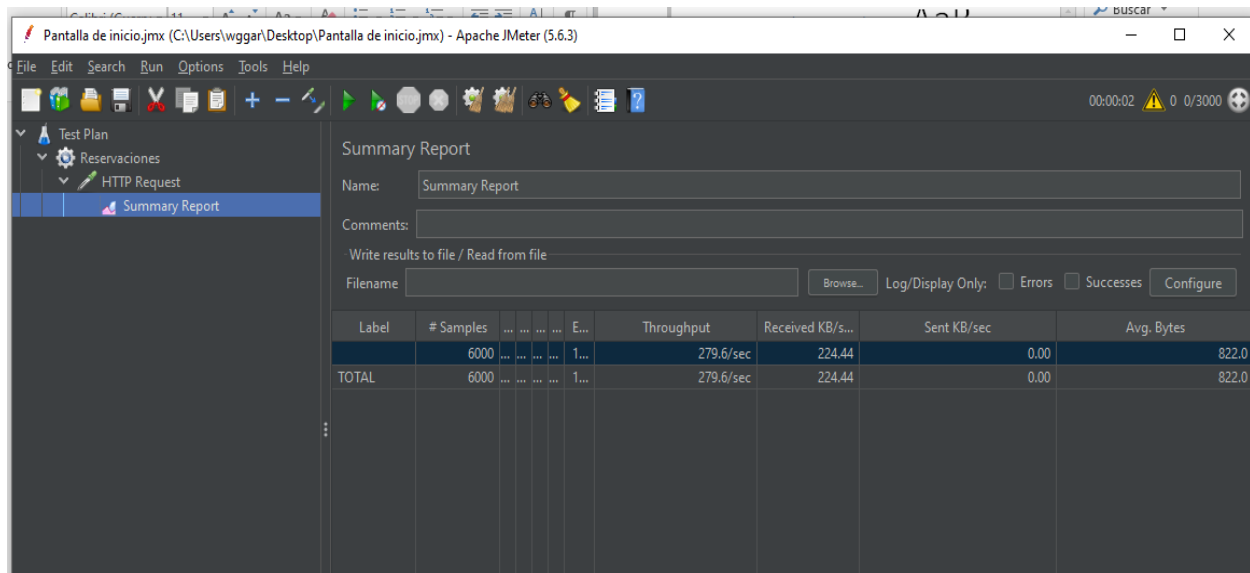 Pantalla de inicio.jmx (C:\Users\wggar\Desktop\Pantalla de inicio.jmx) - Apache JMeter (5.6.3)
File Edit Search Run Options Tools Help
00:00:02 0 0/3000
Test Plan
Reservaciones
HTTP Request
Summary Report
Summary Report
Name: Summary Report
Comments:
Write results to file / Read from file
Filename Browse... Log/Display Only: Errors Successes Configure
Label # Samples ... ... ... ... E... Throughput Received KB/s... Sent KB/sec Avg. Bytes
6000 ... ... ... ... 1... 279.6/sec 224.44 0.00 822.0
TOTAL 6000 ... ... ... ... 1... 279.6/sec 224.44 0.00 822.0